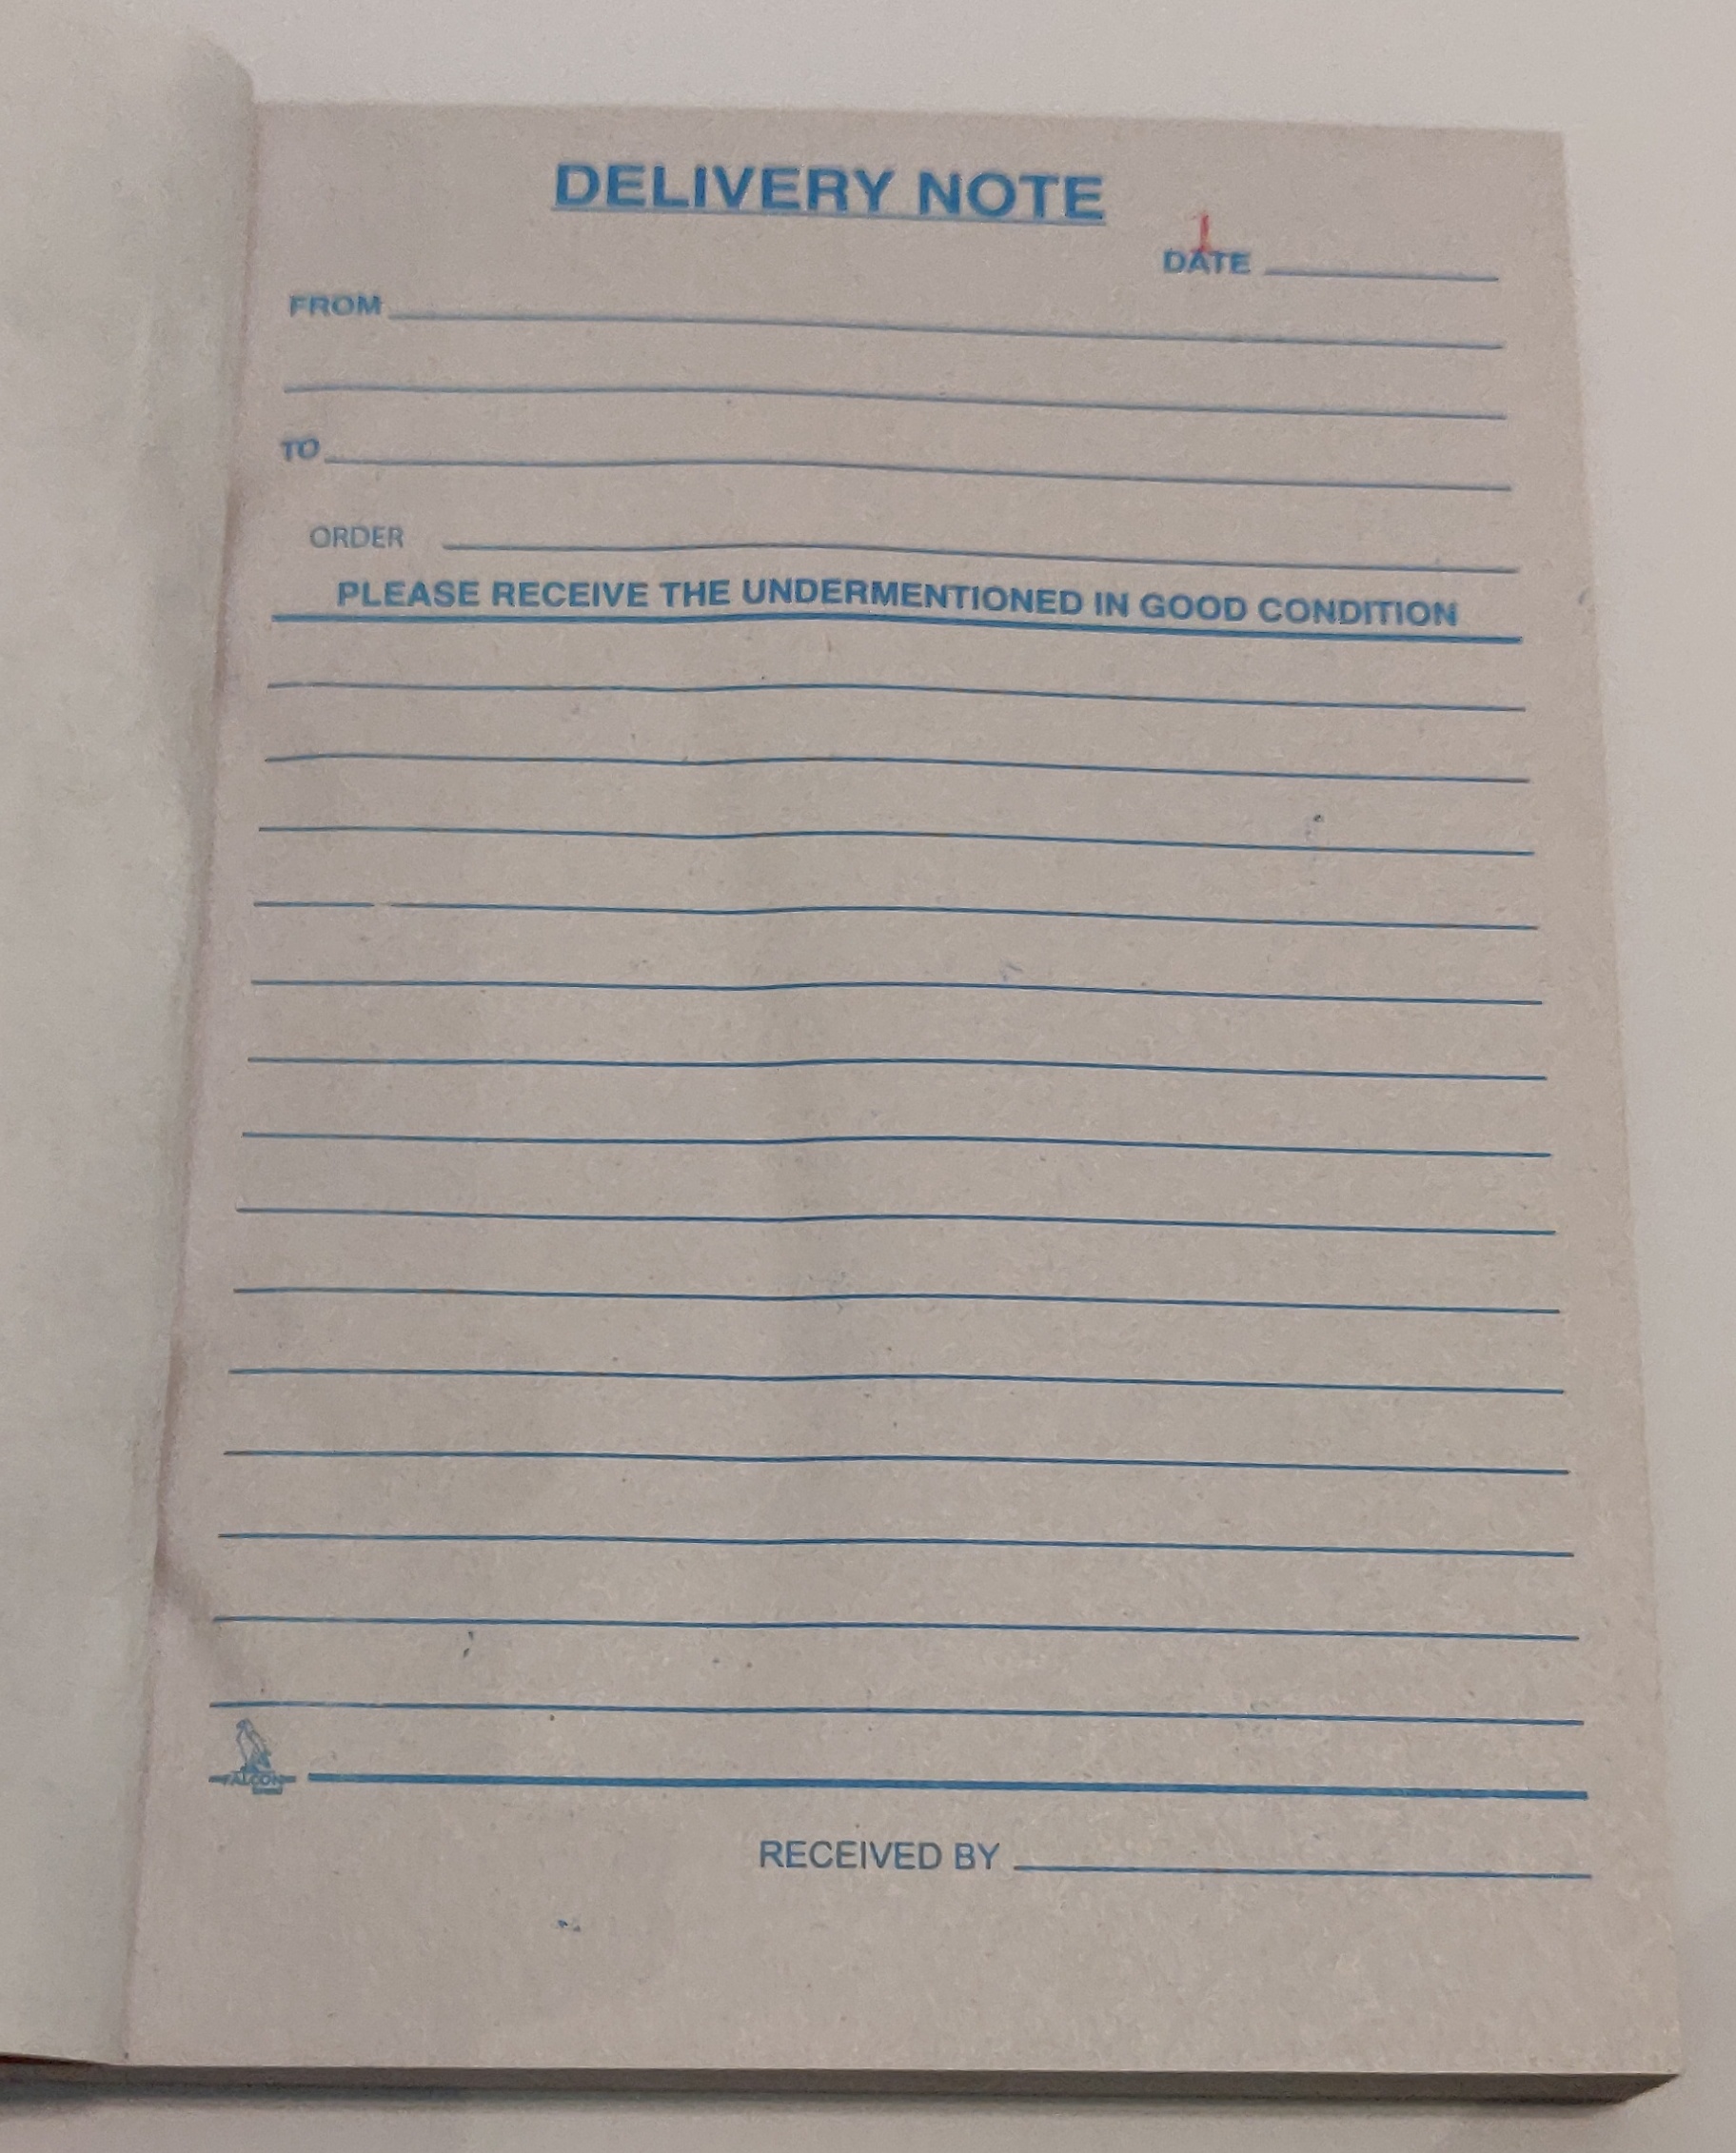 DELIVERY NOTE
1
DATE
FROM
TO
ORDER
PLEASE RECEIVE THE UNDERMENTIONED IN GOOD CONDITION
FALCON
RECEIVED BY